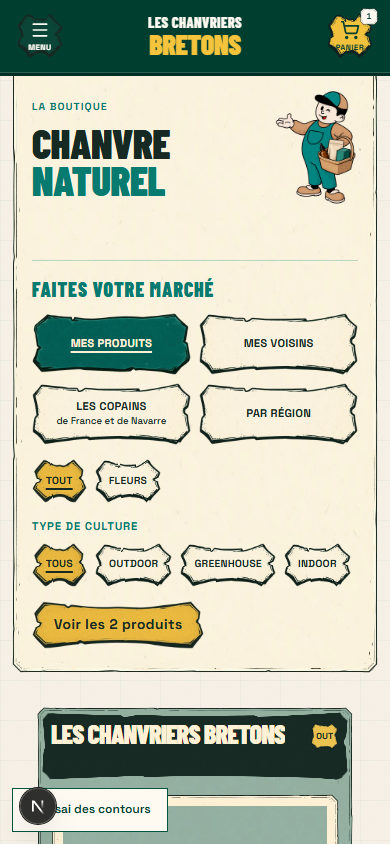 MENU
LES CHANVRIERS
BRETONS
1
PANIER
LA BOUTIQUE
CHANVRE
NATUREL
FAITES VOTRE MARCHÉ
MES PRODUITS
MES VOISINS
LES COPAINS
de France et de Navarre
PAR RÉGION
TOUT
FLEURS
TYPE DE CULTURE
TOUS
OUTDOOR
GREENHOUSE
INDOOR
Voir les 2 produits
LES CHANVRIERS BRETONS
OUT
N
sai des contours